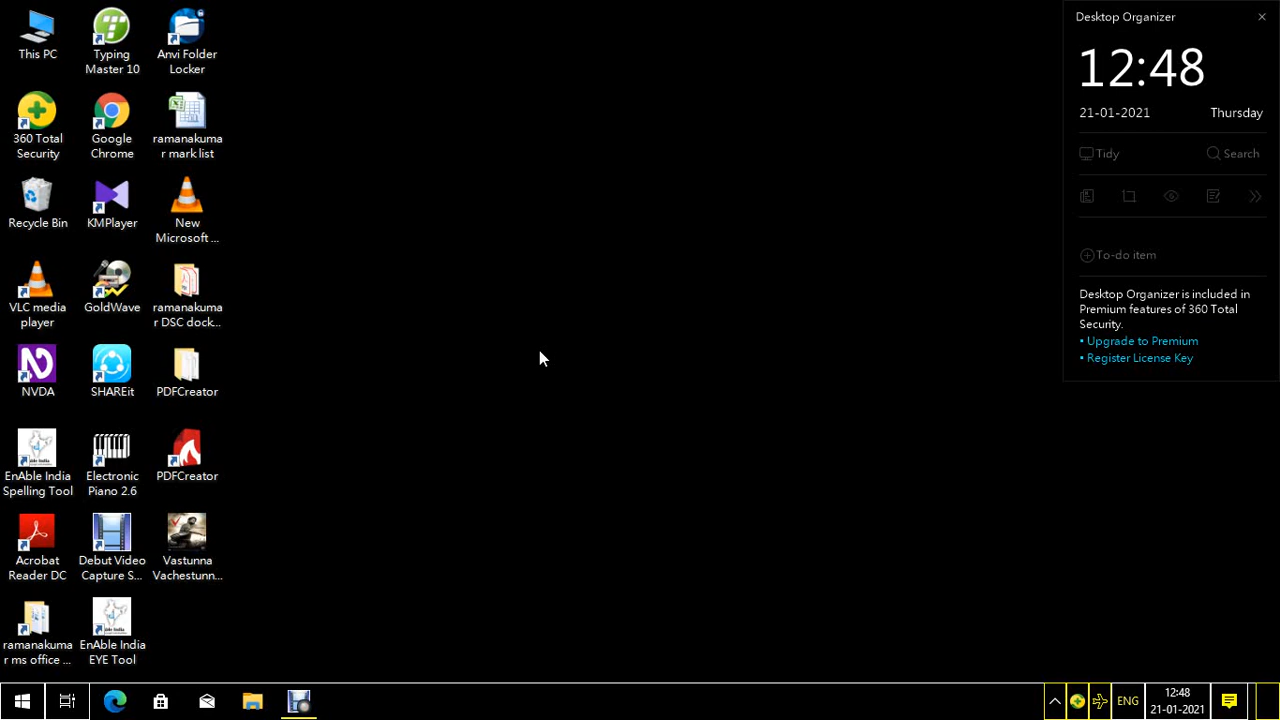 This PC
Typing
Master 10
Anvi Folder
Locker
360 Total
Security
Google
Chrome
ramanakuma
r mark list
Recycle Bin
KMPlayer
New
Microsoft ...
VLC media
player
GoldWave
ramanakuma
r DSC dock...
NVDA
SHAREit
PDFCreator
EnAble India
Spelling Tool
Electronic
Piano 2.6
PDFCreator
Acrobat
Reader DC
Debut Video
Capture S...
Vastunna
Vachestunn...
ramanakuma
r ms office ...
EnAble India
EYE Tool
Desktop Organizer
12:48
21-01-2021 Thursday
Tidy Search
To-do item
Desktop Organizer is included in
Premium features of 360 Total
Security.
• Upgrade to Premium
• Register License Key
ENG
12:48
21-01-2021